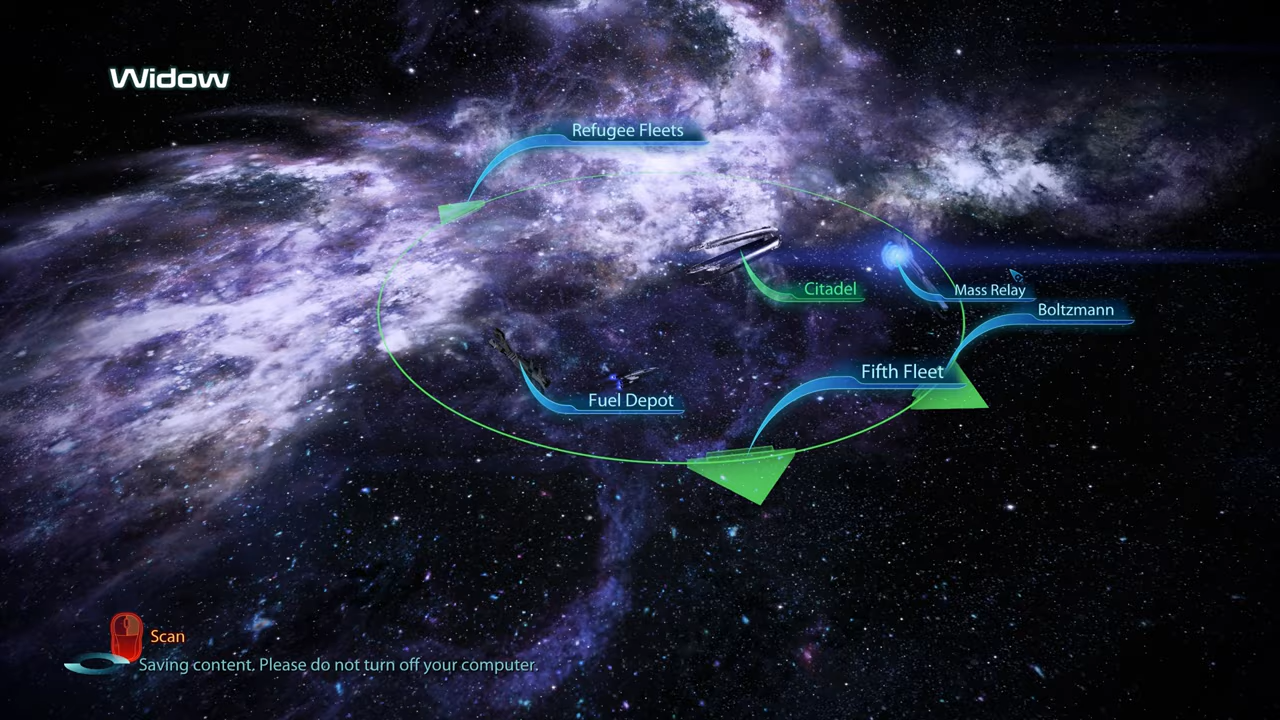 Widow
Refugee Fleets
Citadel
Mass Relay
Boltzmann
Fifth Fleet
Fuel Depot
Scan
Saving content. Please do not turn off your computer.